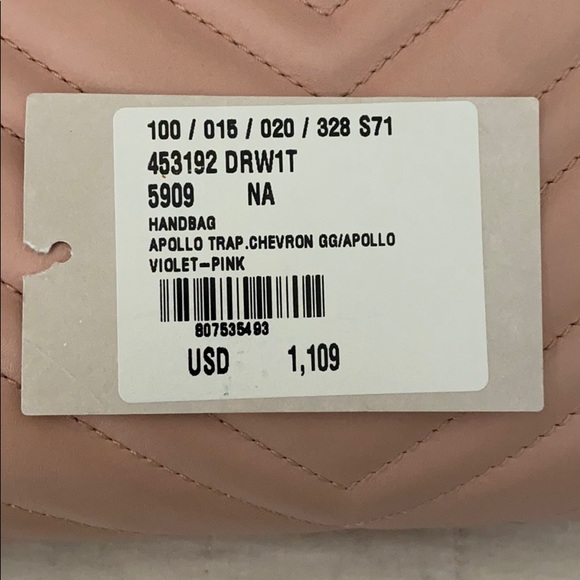 100 / 015 / 020 / 328 S71
453192 DRW1T
5909 NA
HANDBAG
APOLLO TRAP.CHEVRON GG/APOLLO
VIOLET-PINK
807535493
USD 1,109